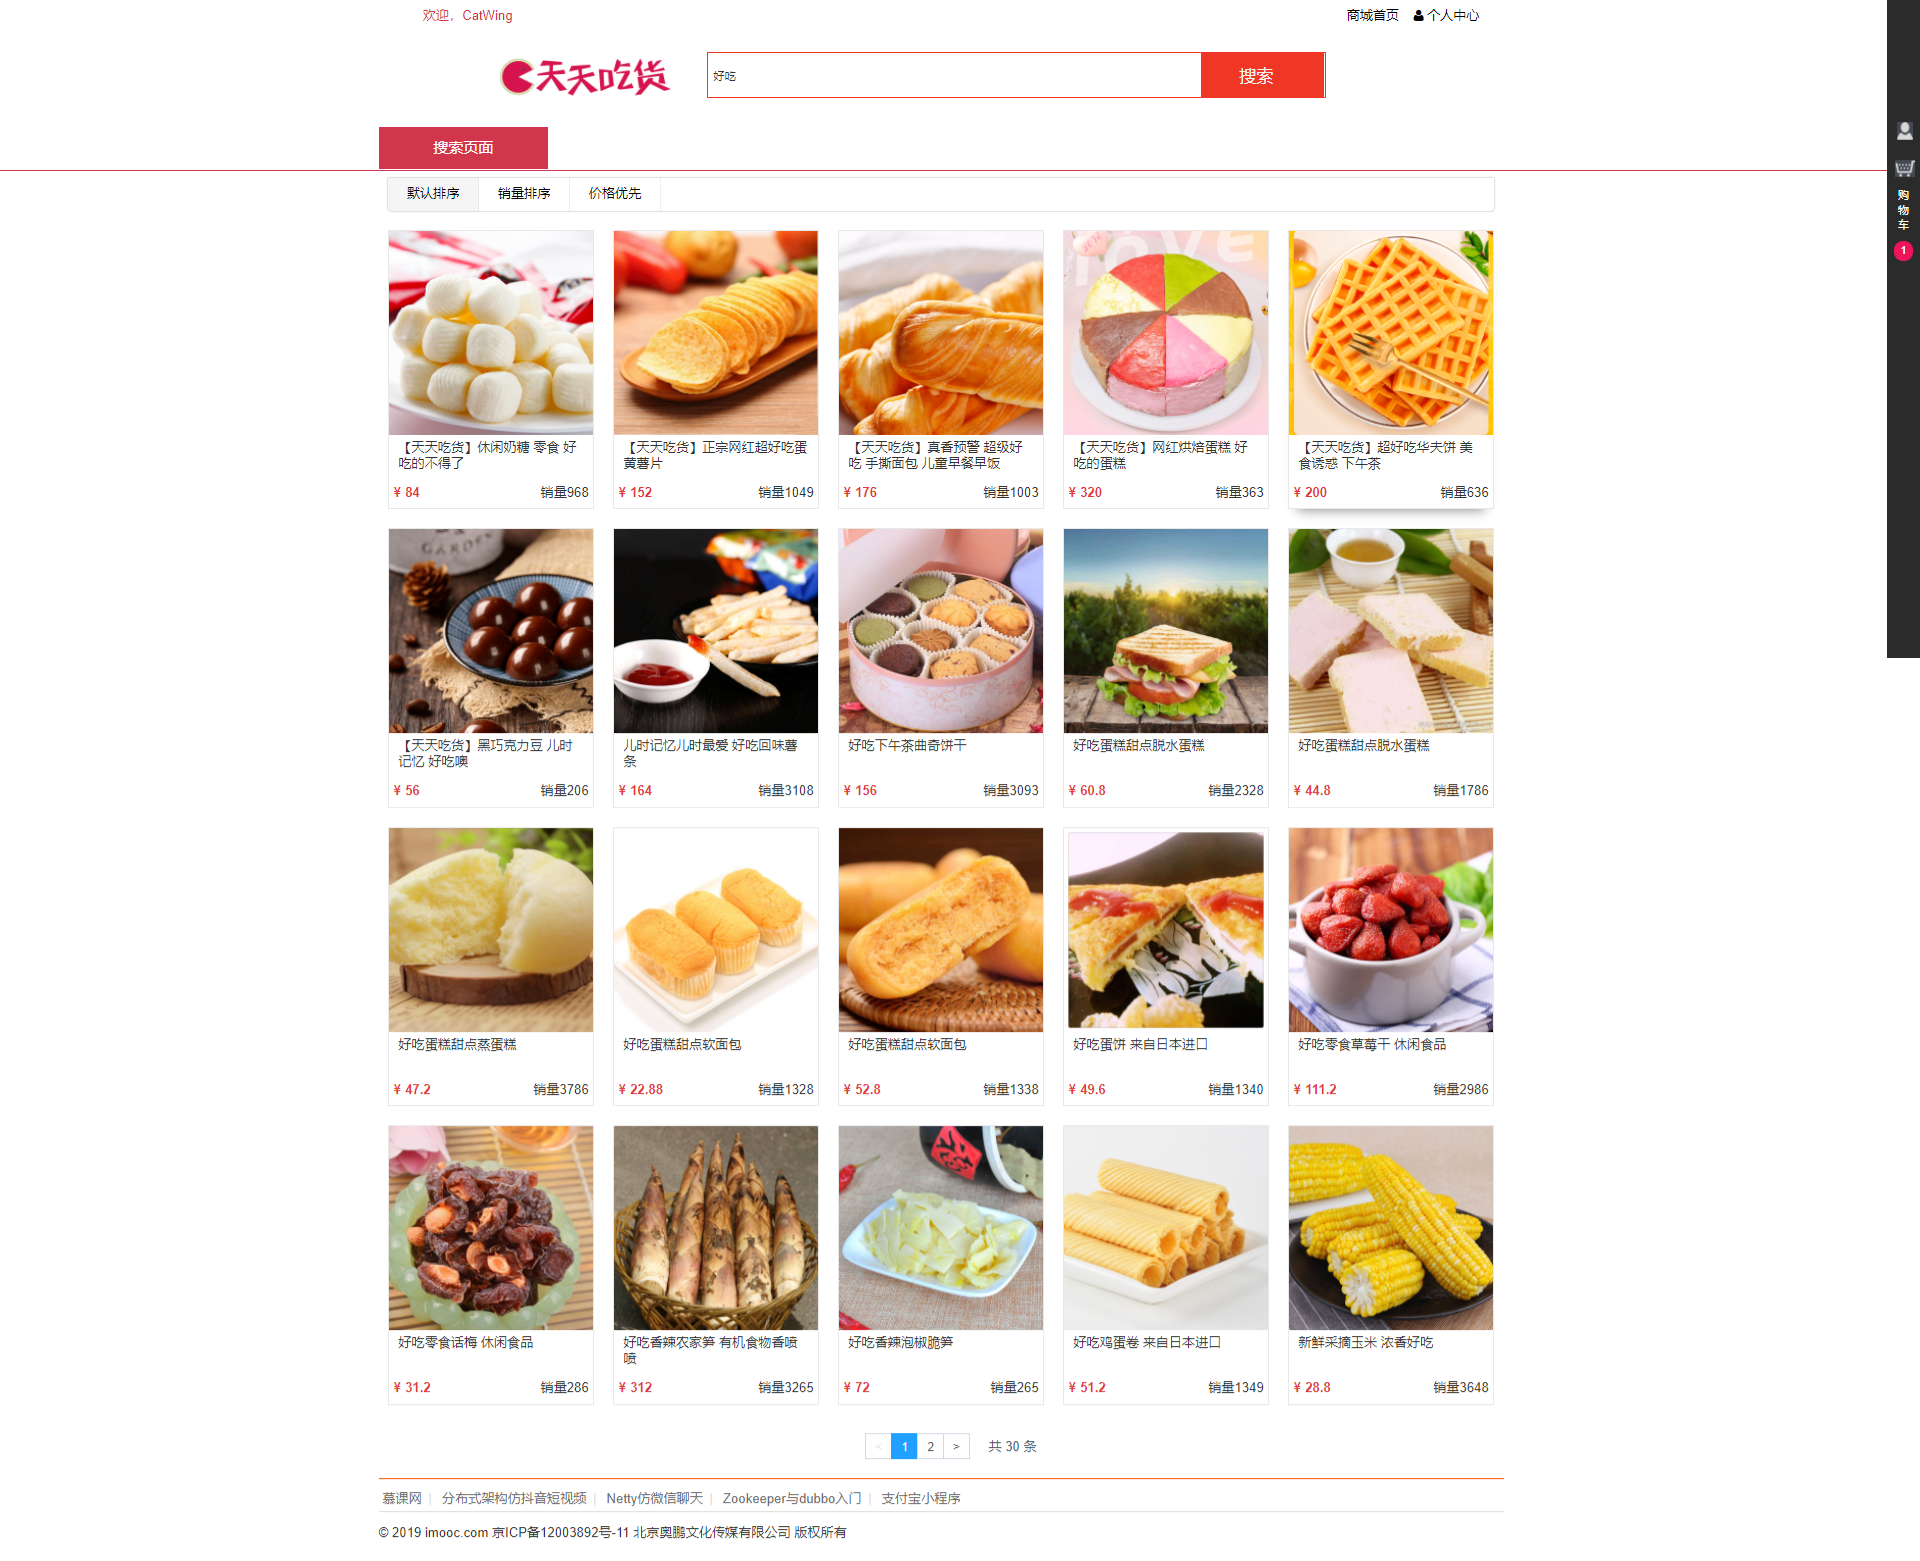 欢迎，CatWing
商城首页 个人中心
天天吃货
好吃
搜索
搜索页面
默认排序 销量排序 价格优先
购
物
车
1
【天天吃货】休闲奶糖 零食 好
吃的不得了
¥ 84 销量968
【天天吃货】正宗网红超好吃蛋
黄薯片
¥ 152 销量1049
【天天吃货】真香预警 超级好
吃 手撕面包 儿童早餐早饭
¥ 176 销量1003
LOVE
【天天吃货】网红烘焙蛋糕 好
吃的蛋糕
¥ 320 销量363
【天天吃货】超好吃华夫饼 美
食诱惑 下午茶
¥ 200 销量636
GARDEN
【天天吃货】黑巧克力豆 儿时
记忆 好吃噢
¥ 56 销量206
儿时记忆儿时最爱 好吃回味薯
条
¥ 164 销量3108
好吃下午茶曲奇饼干
¥ 156 销量3093
好吃蛋糕甜点脱水蛋糕
¥ 60.8 销量2328
好吃蛋糕甜点脱水蛋糕
¥ 44.8 销量1786
好吃蛋糕甜点蒸蛋糕
¥ 47.2 销量3786
好吃蛋糕甜点软面包
¥ 22.88 销量1328
好吃蛋糕甜点软面包
¥ 52.8 销量1338
好吃蛋饼 来自日本进口
¥ 49.6 销量1340
好吃零食草莓干 休闲食品
¥ 111.2 销量2986
好吃零食话梅 休闲食品
¥ 31.2 销量286
好吃香辣农家笋 有机食物香喷
喷
¥ 312 销量3265
好吃香辣泡椒脆笋
¥ 72 销量265
好吃鸡蛋卷 来自日本进口
¥ 51.2 销量1349
新鲜采摘玉米 浓香好吃
¥ 28.8 销量3648
< 1 2 > 共 30 条
慕课网 | 分布式架构仿抖音短视频 | Netty仿微信聊天 | Zookeeper与dubbo入门 | 支付宝小程序
© 2019 imooc.com 京ICP备12003892号-11 北京奥鹏文化传媒有限公司 版权所有